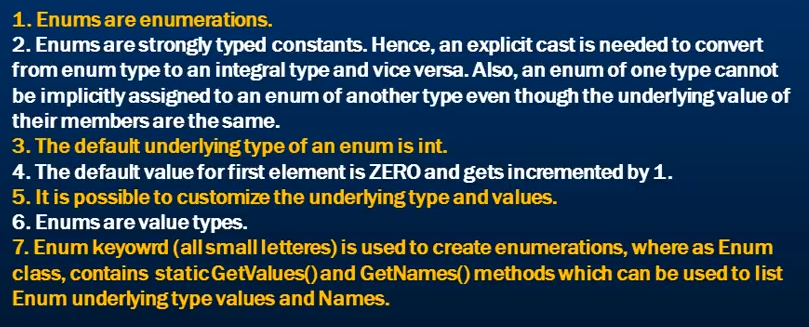 1. Enums are enumerations.
2. Enums are strongly typed constants. Hence, an explicit cast is needed to convert
from enum type to an integral type and vice versa. Also, an enum of one type cannot
be implicitly assigned to an enum of another type even though the underlying value of
their members are the same.
3. The default underlying type of an enum is int.
4. The default value for first element is ZERO and gets incremented by 1.
5. It is possible to customize the underlying type and values.
6. Enums are value types.
7. Enum keyowrd (all small letteres) is used to create enumerations, where as Enum
class, contains static GetValues() and GetNames() methods which can be used to list
Enum underlying type values and Names.